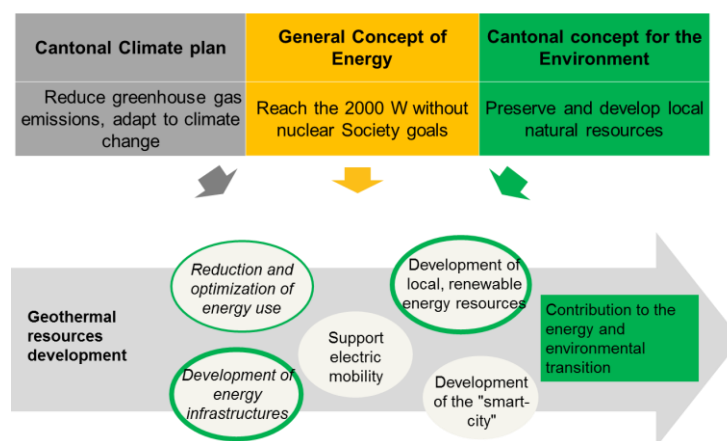 Cantonal Climate plan
General Concept of
Energy
Cantonal concept for the
Environment
Reduce greenhouse gas
emissions, adapt to climate
change
Reach the 2000 W without
nuclear Society goals
Preserve and develop local
natural resources
Geothermal
resources
development
Reduction and
optimization of
energy use
Development of
energy
infrastructures
Support
electric
mobility
Development of
local, renewable
energy resources
Development
of the "smart-
city"
Contribution to the
energy and
environmental
transition